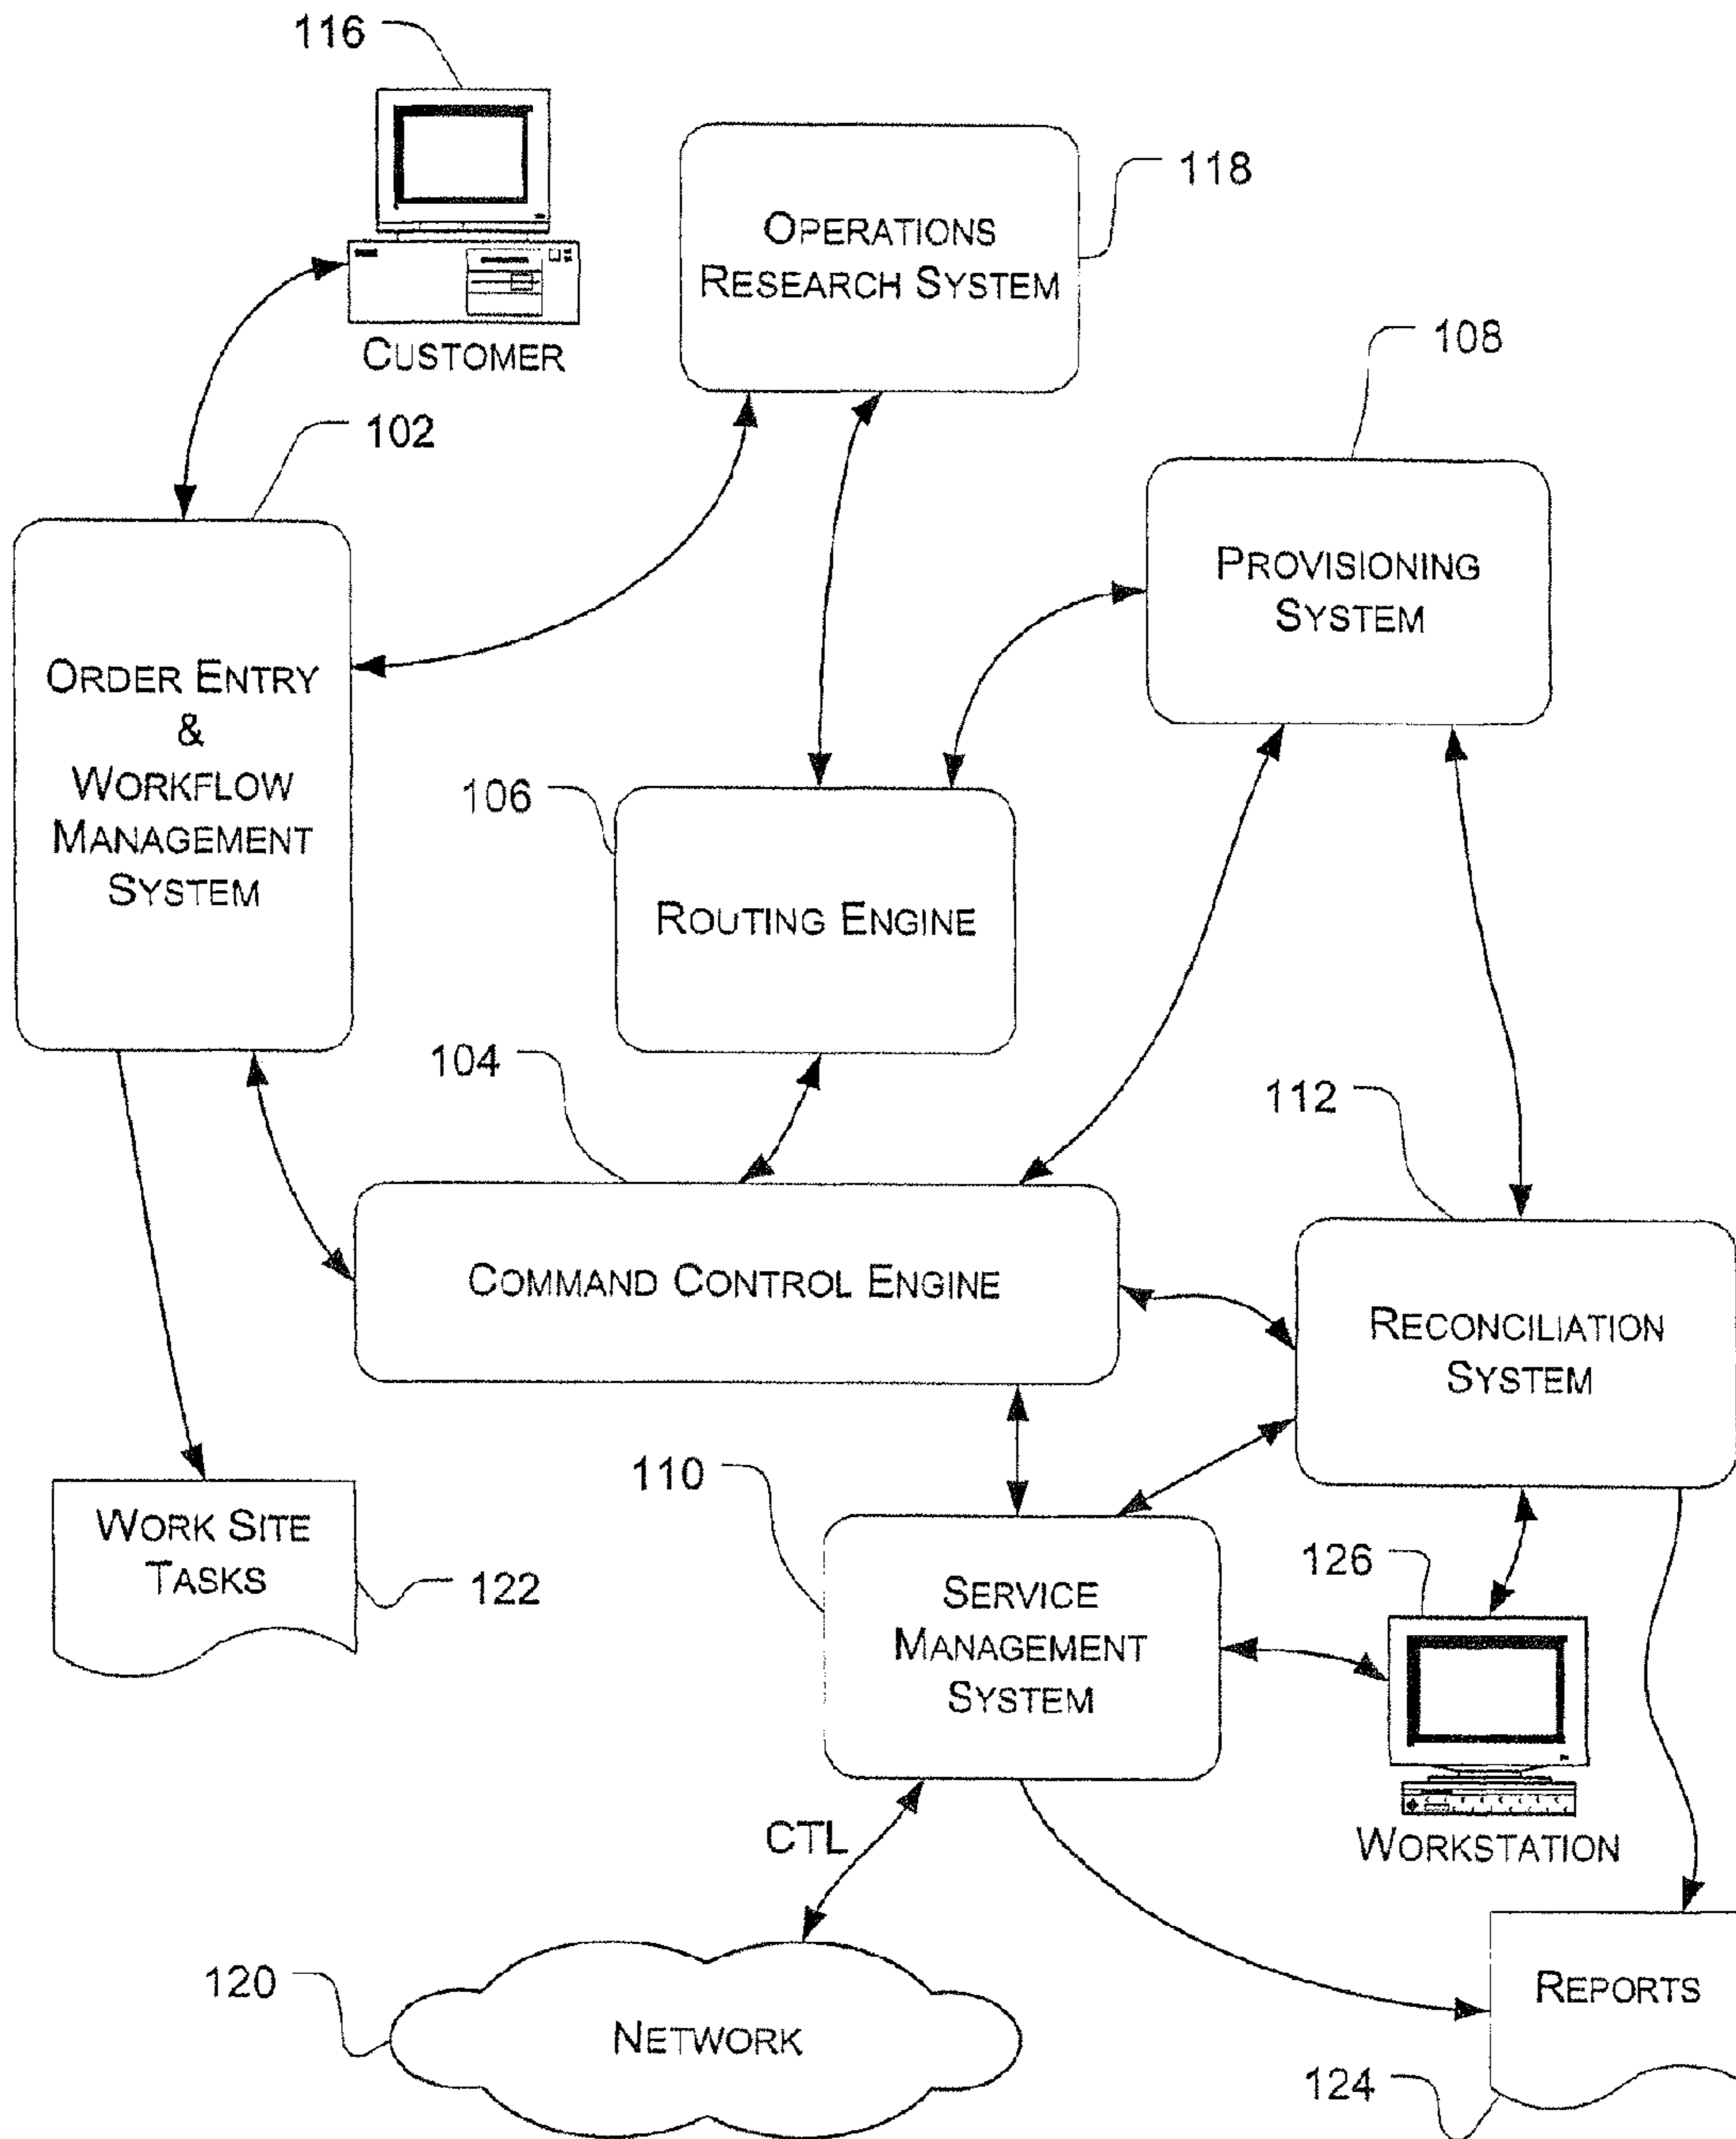 116
CUSTOMER
OPERATIONS
RESEARCH SYSTEM
118
108
102
ORDER ENTRY
&
WORKFLOW
MANAGEMENT
SYSTEM
PROVISIONING
SYSTEM
106
ROUTING ENGINE
104
COMMAND CONTROL ENGINE
112
RECONCILIATION
SYSTEM
WORK SITE
TASKS
122
110
SERVICE
MANAGEMENT
SYSTEM
126
WORKSTATION
CTL
120
NETWORK
REPORTS
124